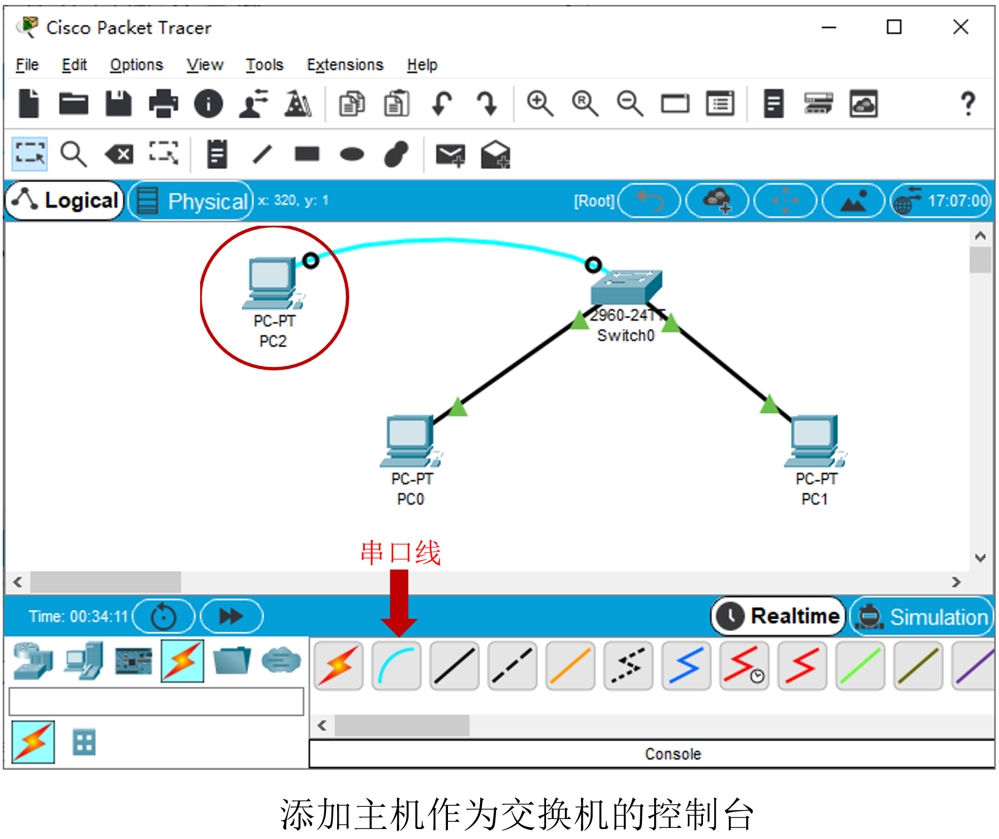 Cisco Packet Tracer
File Edit Options View Tools Extensions Help
Logical Physical x: 320, y: 1 [Root] 17:07:00
PC-PT
PC2
2960-24TT
Switch0
PC-PT
PC0
PC-PT
PC1
串口线
Time: 00:34:11 Realtime Simulation
Console
添加主机作为交换机的控制台